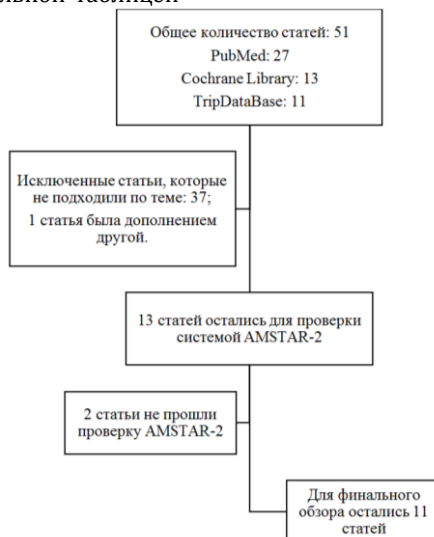 Общее количество статей: 51
PubMed: 27
Cochrane Library: 13
TripDataBase: 11
Исключенные статьи, которые
не подходили по теме: 37;
1 статья была дополнением
другой.
13 статей остались для проверки
системой AMSTAR-2
2 статьи не прошли
проверку AMSTAR-2
Для финального
обзора остались 11
статей